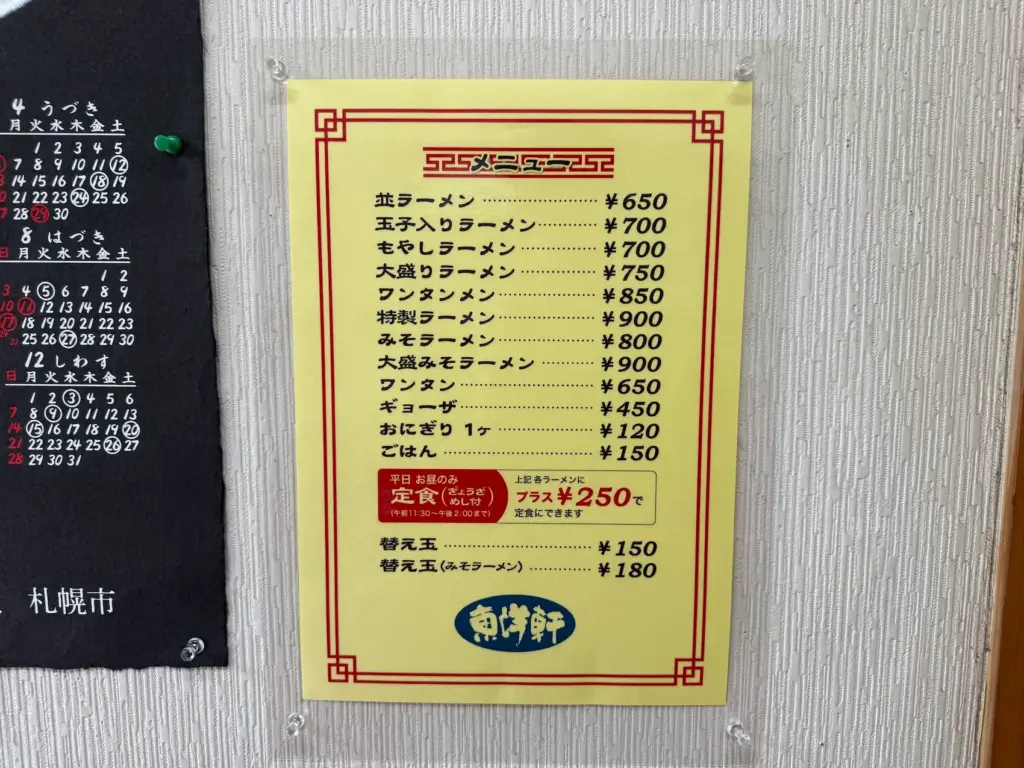 4 うづき
月火水木金土
1 2 3 4 5
7 8 9 10 11 12
14 15 16 17 18 19
21 22 23 24 25 26
28 29 30
8 はづき
日 月火水木金土
1 2
3 4 5 6 7 8 9
10 11 12 13 14 15 16
17 18 19 20 21 22 23
25 26 27 28 29 30
12 しわす
日 月火水木金土
1 2 3 4 5 6
7 8 9 10 11 12 13
14 15 16 17 18 19 20
21 22 23 24 25 26 27
28 29 30 31
札幌市
メニュー
並ラーメン ¥650
玉子入りラーメン ¥700
もやしラーメン ¥700
大盛りラーメン ¥750
ワンタンメン ¥850
特製ラーメン ¥900
みそラーメン ¥800
大盛みそラーメン ¥900
ワンタン ¥650
ギョーザ ¥450
おにぎり 1ヶ ¥120
ごはん ¥150
平日 お昼のみ
定食(ぎょうざ めし付)
(午前11:30〜午後2:00まで)
上記 各ラーメンに
プラス ¥250で
定食にできます
替え玉 ¥150
替え玉(みそラーメン) ¥180
東洋軒